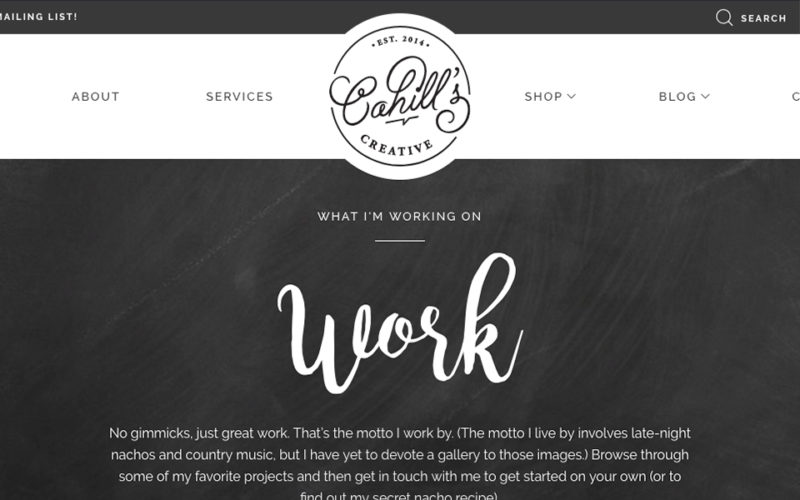 MAILING LIST!
SEARCH
ABOUT
SERVICES
• EST. 2014 •
Cahill's
CREATIVE
SHOP
BLOG
C
WHAT I'M WORKING ON
Work
No gimmicks, just great work. That's the motto I work by. (The motto I live by involves late-night
nachos and country music, but I have yet to devote a gallery to those images.) Browse through
some of my favorite projects and then get in touch with me to get started on your own (or to
find out my secret nacho recipe).